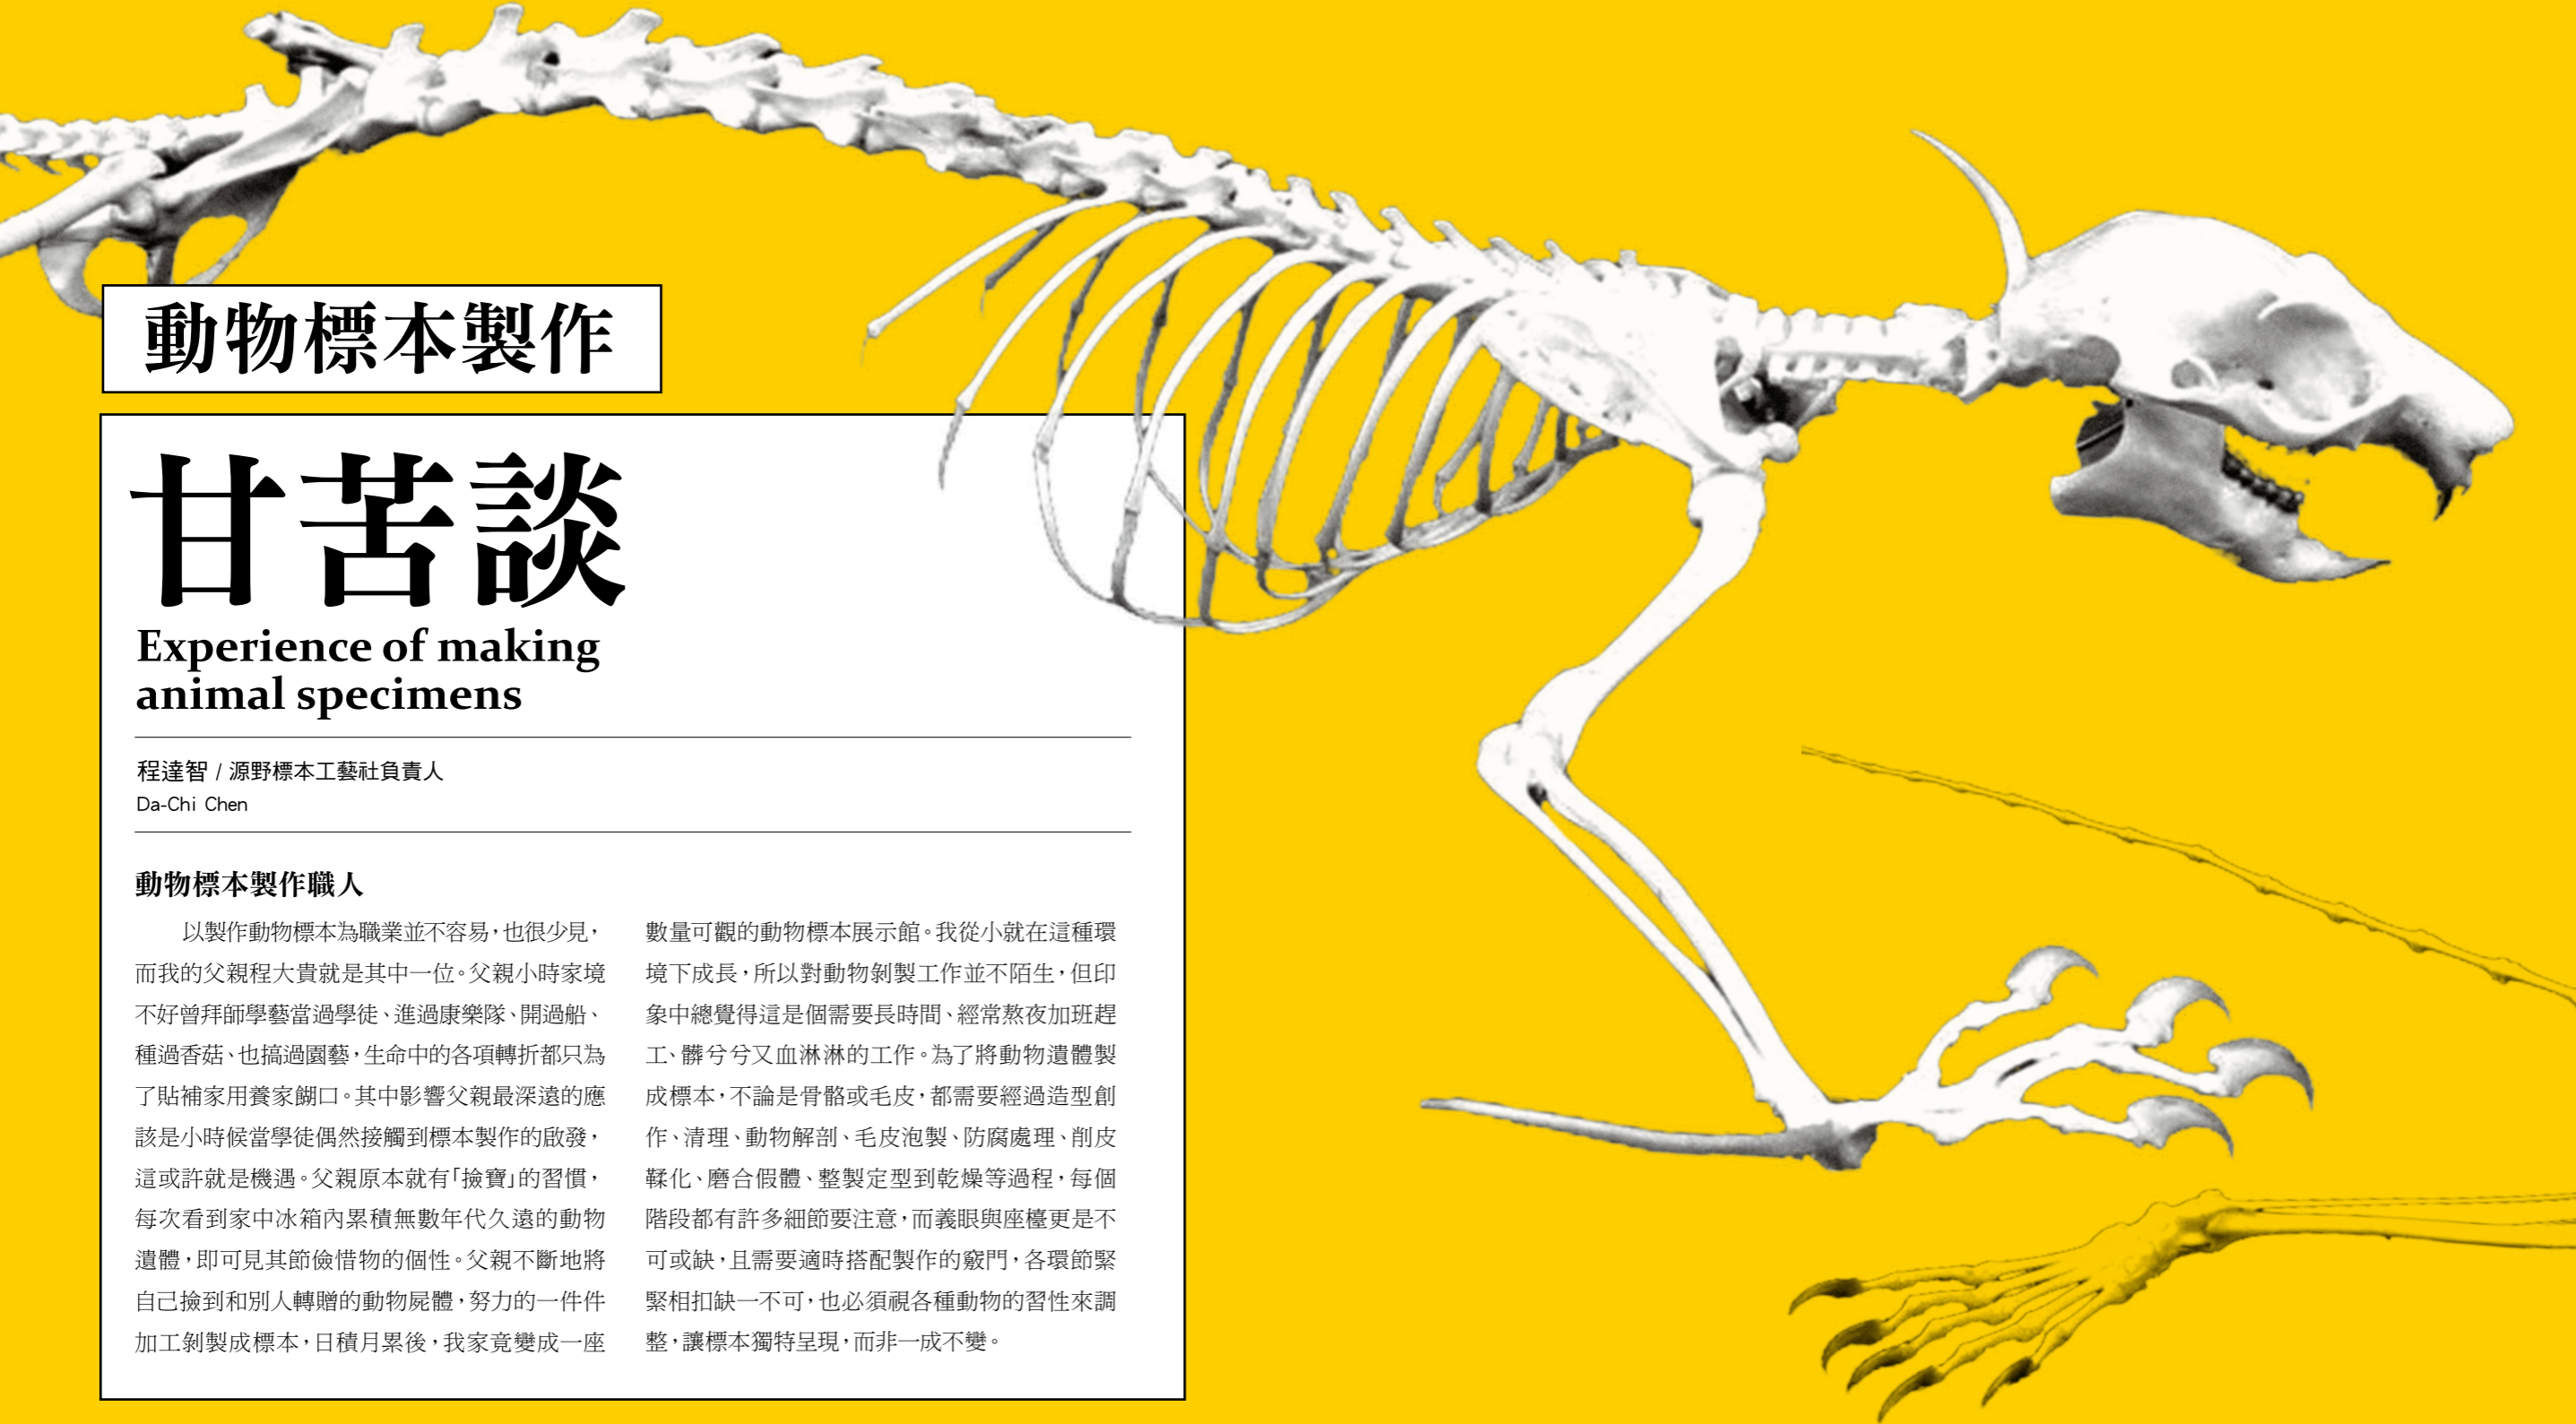 動物標本製作
甘苦談
Experience of making
animal specimens
程達智 / 源野標本工藝社負責人
Da-Chi Chen
動物標本製作職人
以製作動物標本為職業並不容易，也很少見，
而我的父親程大貴就是其中一位。父親小時家境
不好曾拜師學藝當過學徒、進過康樂隊、開過船、
種過香菇、也搞過園藝，生命中的各項轉折都只為
了貼補家用養家餬口。其中影響父親最深遠的應
該是小時候當學徒偶然接觸到標本製作的啟發，
這或許就是機遇。父親原本就有「撿寶」的習慣，
每次看到家中冰箱內累積無數年代久遠的動物
遺體，即可見其節儉惜物的個性。父親不斷地將
自己撿到和別人轉贈的動物屍體，努力的一件件
加工剝製成標本，日積月累後，我家竟變成一座
數量可觀的動物標本展示館。我從小就在這種環
境下成長，所以對動物剝製工作並不陌生，但印
象中總覺得這是個需要長時間、經常熬夜加班趕
工、髒兮兮又血淋淋的工作。為了將動物遺體製
成標本，不論是骨骼或毛皮，都需要經過造型創
作、清理、動物解剖、毛皮泡製、防腐處理、削皮
鞣化、磨合假體、整製定型到乾燥等過程，每個
階段都有許多細節要注意，而義眼與座檯更是不
可或缺，且需要適時搭配製作的竅門，各環節緊
緊相扣缺一不可，也必須視各種動物的習性來調
整，讓標本獨特呈現，而非一成不變。